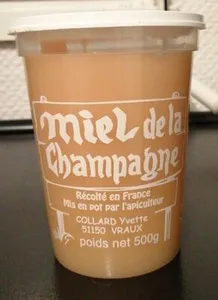 Miel de la
Champagne
Récolté en France
Mis en pot par l'apiculteur
COLLARD Yvette
51150 VRAUX
poids net 500g